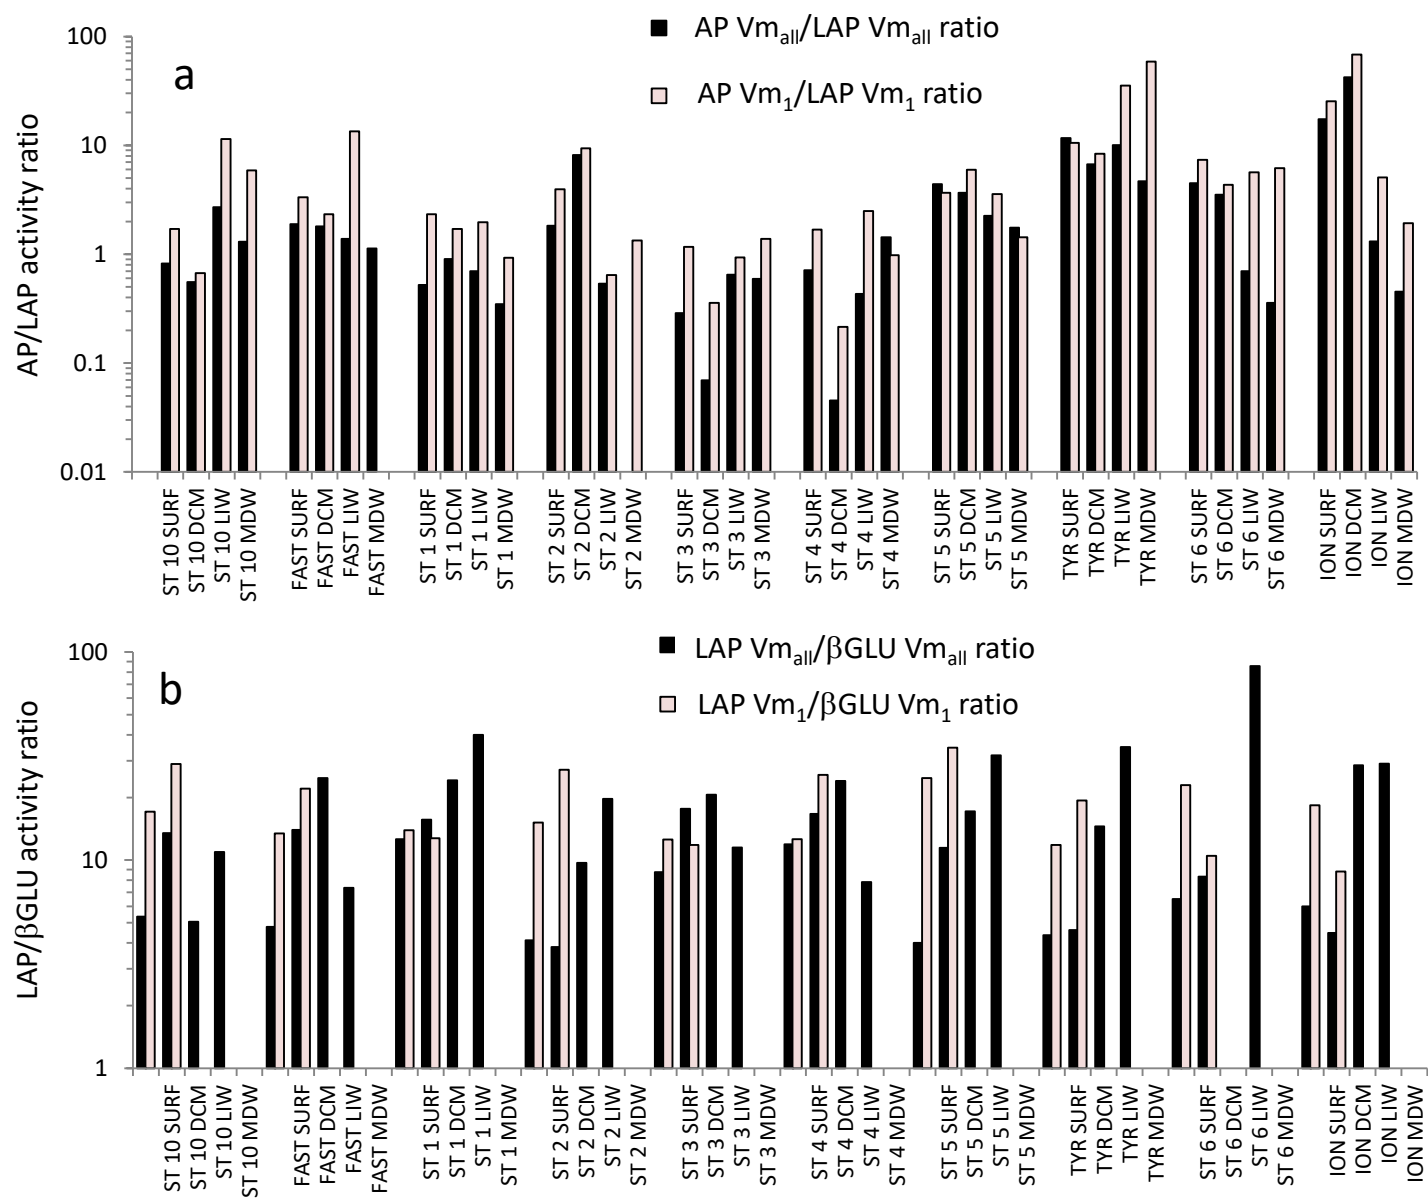 AP Vmall/LAP Vmall ratio
AP Vm1/LAP Vm1 ratio
a
AP/LAP activity ratio
100
10
1
0.1
0.01
ST 10 SURF
ST 10 DCM
ST 10 LIW
ST 10 MDW
FAST SURF
FAST DCM
FAST LIW
FAST MDW
ST 1 SURF
ST 1 DCM
ST 1 LIW
ST 1 MDW
ST 2 SURF
ST 2 DCM
ST 2 LIW
ST 2 MDW
ST 3 SURF
ST 3 DCM
ST 3 LIW
ST 3 MDW
ST 4 SURF
ST 4 DCM
ST 4 LIW
ST 4 MDW
ST 5 SURF
ST 5 DCM
ST 5 LIW
ST 5 MDW
TYR SURF
TYR DCM
TYR LIW
TYR MDW
ST 6 SURF
ST 6 DCM
ST 6 LIW
ST 6 MDW
ION SURF
ION DCM
ION LIW
ION MDW
LAP Vmall/βGLU Vmall ratio
LAP Vm1/βGLU Vm1 ratio
b
LAP/βGLU activity ratio
100
10
1
ST 10 SURF
ST 10 DCM
ST 10 LIW
ST 10 MDW
FAST SURF
FAST DCM
FAST LIW
FAST MDW
ST 1 SURF
ST 1 DCM
ST 1 LIW
ST 1 MDW
ST 2 SURF
ST 2 DCM
ST 2 LIW
ST 2 MDW
ST 3 SURF
ST 3 DCM
ST 3 LIW
ST 3 MDW
ST 4 SURF
ST 4 DCM
ST 4 LIW
ST 4 MDW
ST 5 SURF
ST 5 DCM
ST 5 LIW
ST 5 MDW
TYR SURF
TYR DCM
TYR LIW
TYR MDW
ST 6 SURF
ST 6 DCM
ST 6 LIW
ST 6 MDW
ION SURF
ION DCM
ION LIW
ION MDW